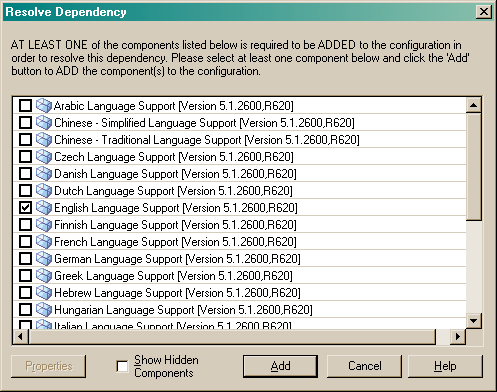 Resolve Dependency
AT LEAST ONE of the components listed below is required to be ADDED to the configuration in
order to resolve this dependency. Please select at least one component below and click the 'Add'
button to ADD the component(s) to the configuration.
Arabic Language Support [Version 5.1.2600,R620]
Chinese - Simplified Language Support [Version 5.1.2600,R620]
Chinese - Traditional Language Support [Version 5.1.2600,R620]
Czech Language Support [Version 5.1.2600,R620]
Danish Language Support [Version 5.1.2600,R620]
Dutch Language Support [Version 5.1.2600,R620]
English Language Support [Version 5.1.2600,R620]
Finnish Language Support [Version 5.1.2600,R620]
French Language Support [Version 5.1.2600,R620]
German Language Support [Version 5.1.2600,R620]
Greek Language Support [Version 5.1.2600,R620]
Hebrew Language Support [Version 5.1.2600,R620]
Hungarian Language Support [Version 5.1.2600,R620]
Italian Language Support [Version 5.1.2600,R620]
Properties
Show Hidden
Components
Add
Cancel
Help